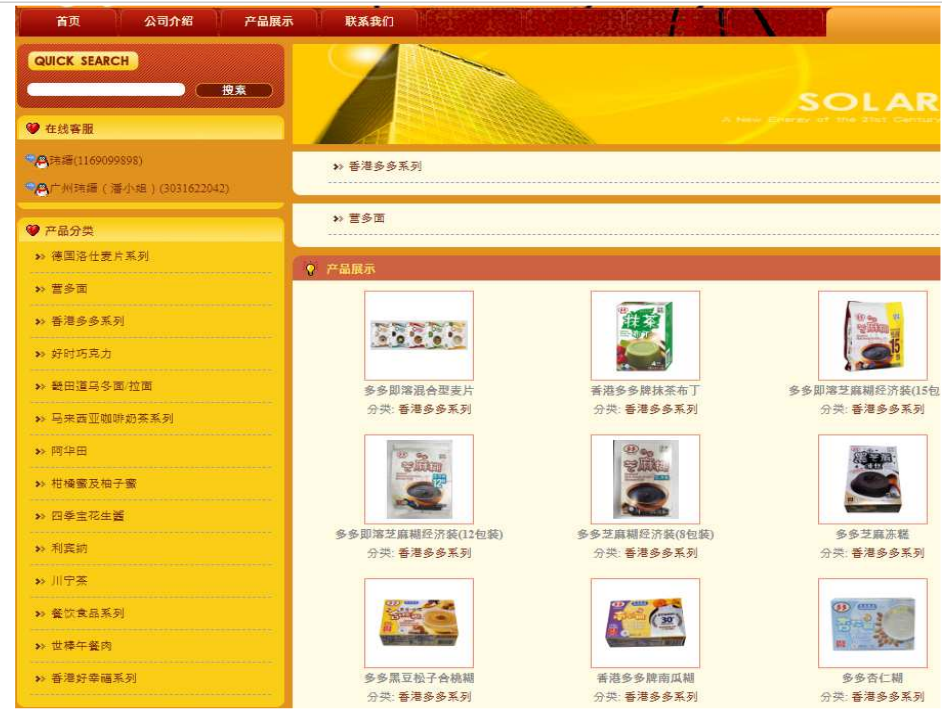 首页 公司介绍 产品展示 联系我们
QUICK SEARCH
搜索
SOLAR
A New Energy of the 21st Century
在线客服
玮纚(1169099898)
广州玮纚（潘小姐）(3031622042)
香港多多系列
营多面
产品分类
德国洛仕麦片系列
营多面
香港多多系列
好时巧克力
赞田道乌冬面/拉面
马来西亚咖啡奶茶系列
阿华田
柑橘蜜及柚子蜜
四季宝花生酱
利宾纳
川宁茶
餐饮食品系列
世棒午餐肉
香港好幸福系列
产品展示
多多即溶混合型麦片
分类: 香港多多系列
香港多多牌抹茶布丁
分类: 香港多多系列
多多即溶芝麻糊经济装(15包
分类: 香港多多系列
多多即溶芝麻糊经济装(12包装)
分类: 香港多多系列
多多芝麻糊经济装(8包装)
分类: 香港多多系列
多多芝麻冻糕
分类: 香港多多系列
多多黑豆松子合桃糊
分类: 香港多多系列
香港多多牌南瓜糊
分类: 香港多多系列
多多杏仁糊
分类: 香港多多系列